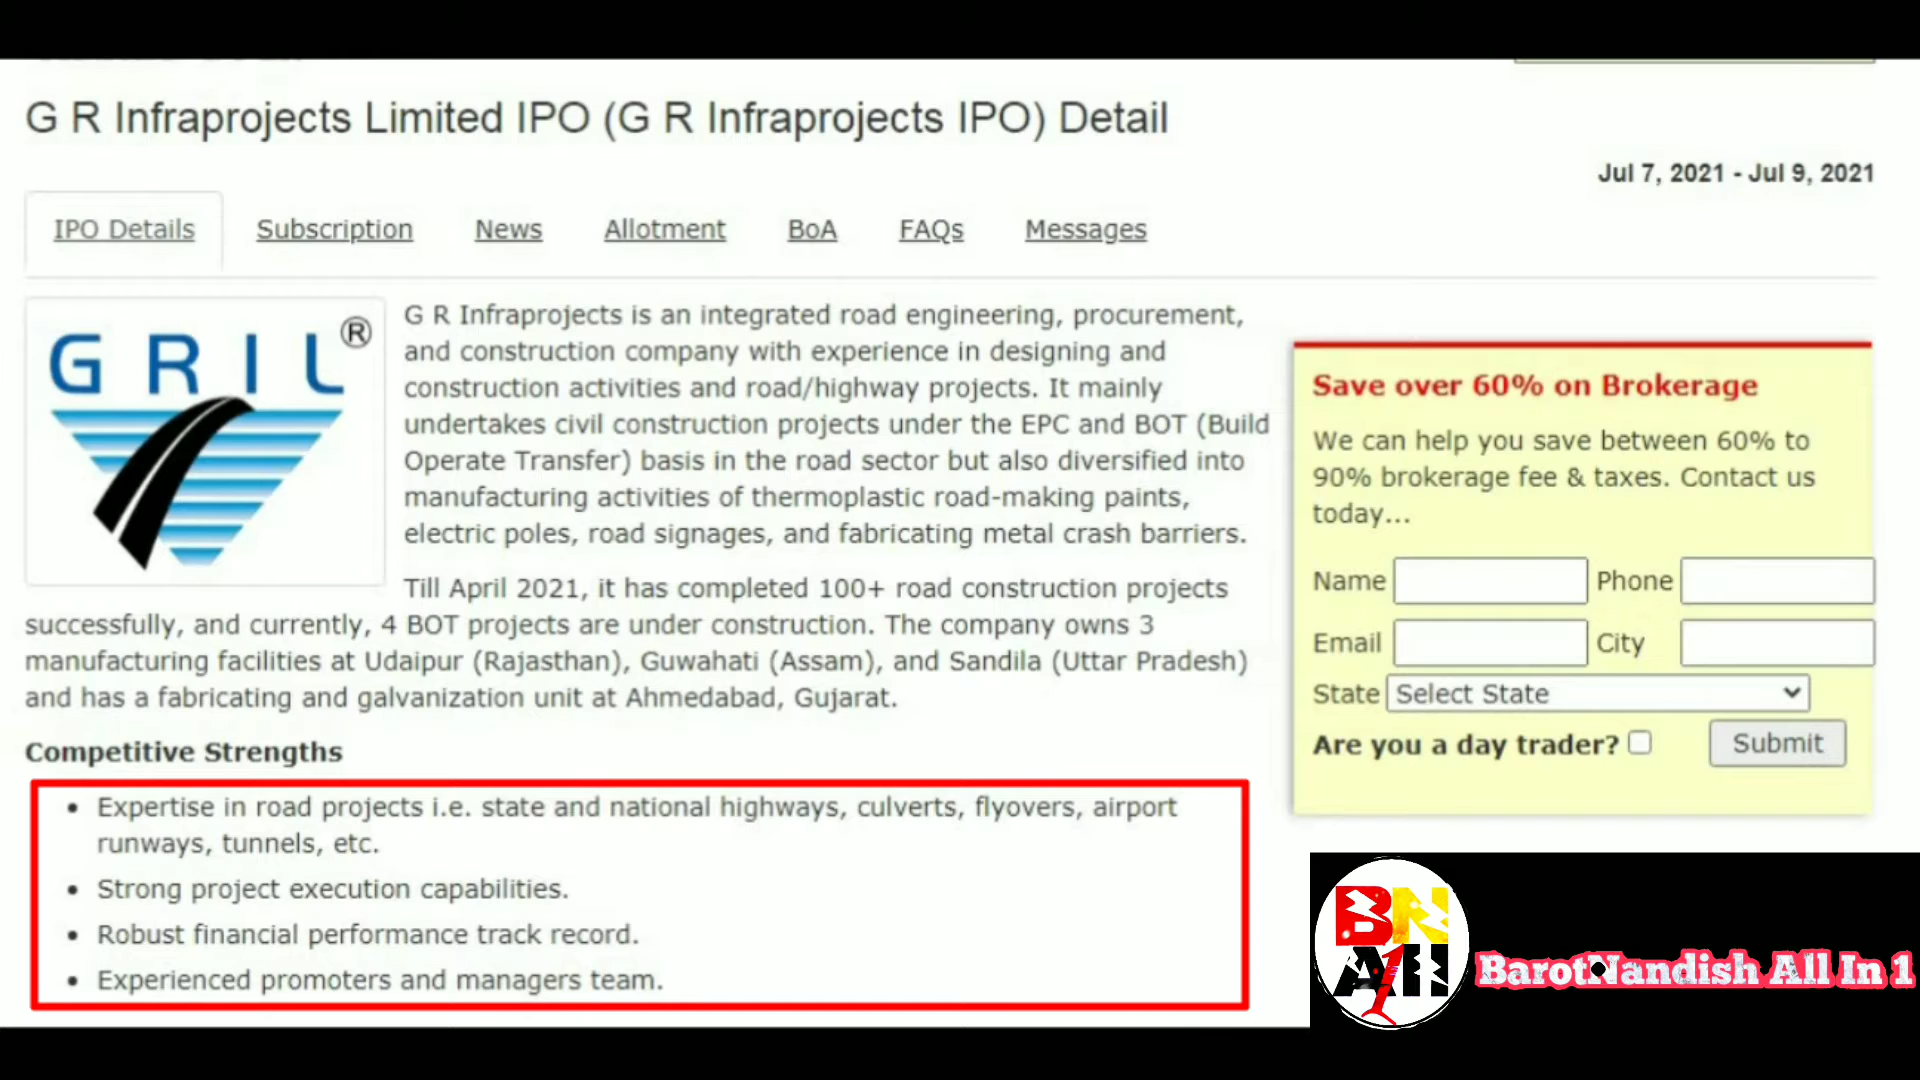 G R Infraprojects Limited IPO (G R Infraprojects IPO) Detail
Jul 7, 2021 - Jul 9, 2021
IPO Details Subscription News Allotment BoA FAQs Messages
G R I L ®
G R Infraprojects is an integrated road engineering, procurement,
and construction company with experience in designing and
construction activities and road/highway projects. It mainly
undertakes civil construction projects under the EPC and BOT (Build
Operate Transfer) basis in the road sector but also diversified into
manufacturing activities of thermoplastic road-making paints,
electric poles, road signages, and fabricating metal crash barriers.
Till April 2021, it has completed 100+ road construction projects
successfully, and currently, 4 BOT projects are under construction. The company owns 3
manufacturing facilities at Udaipur (Rajasthan), Guwahati (Assam), and Sandila (Uttar Pradesh)
and has a fabricating and galvanization unit at Ahmedabad, Gujarat.
Competitive Strengths
• Expertise in road projects i.e. state and national highways, culverts, flyovers, airport
runways, tunnels, etc.
• Strong project execution capabilities.
• Robust financial performance track record.
• Experienced promoters and managers team.
Save over 60% on Brokerage
We can help you save between 60% to
90% brokerage fee & taxes. Contact us
today...
Name Phone
Email City
State Select State
Are you a day trader? Submit
BN
A1I
BarotNandish All In 1